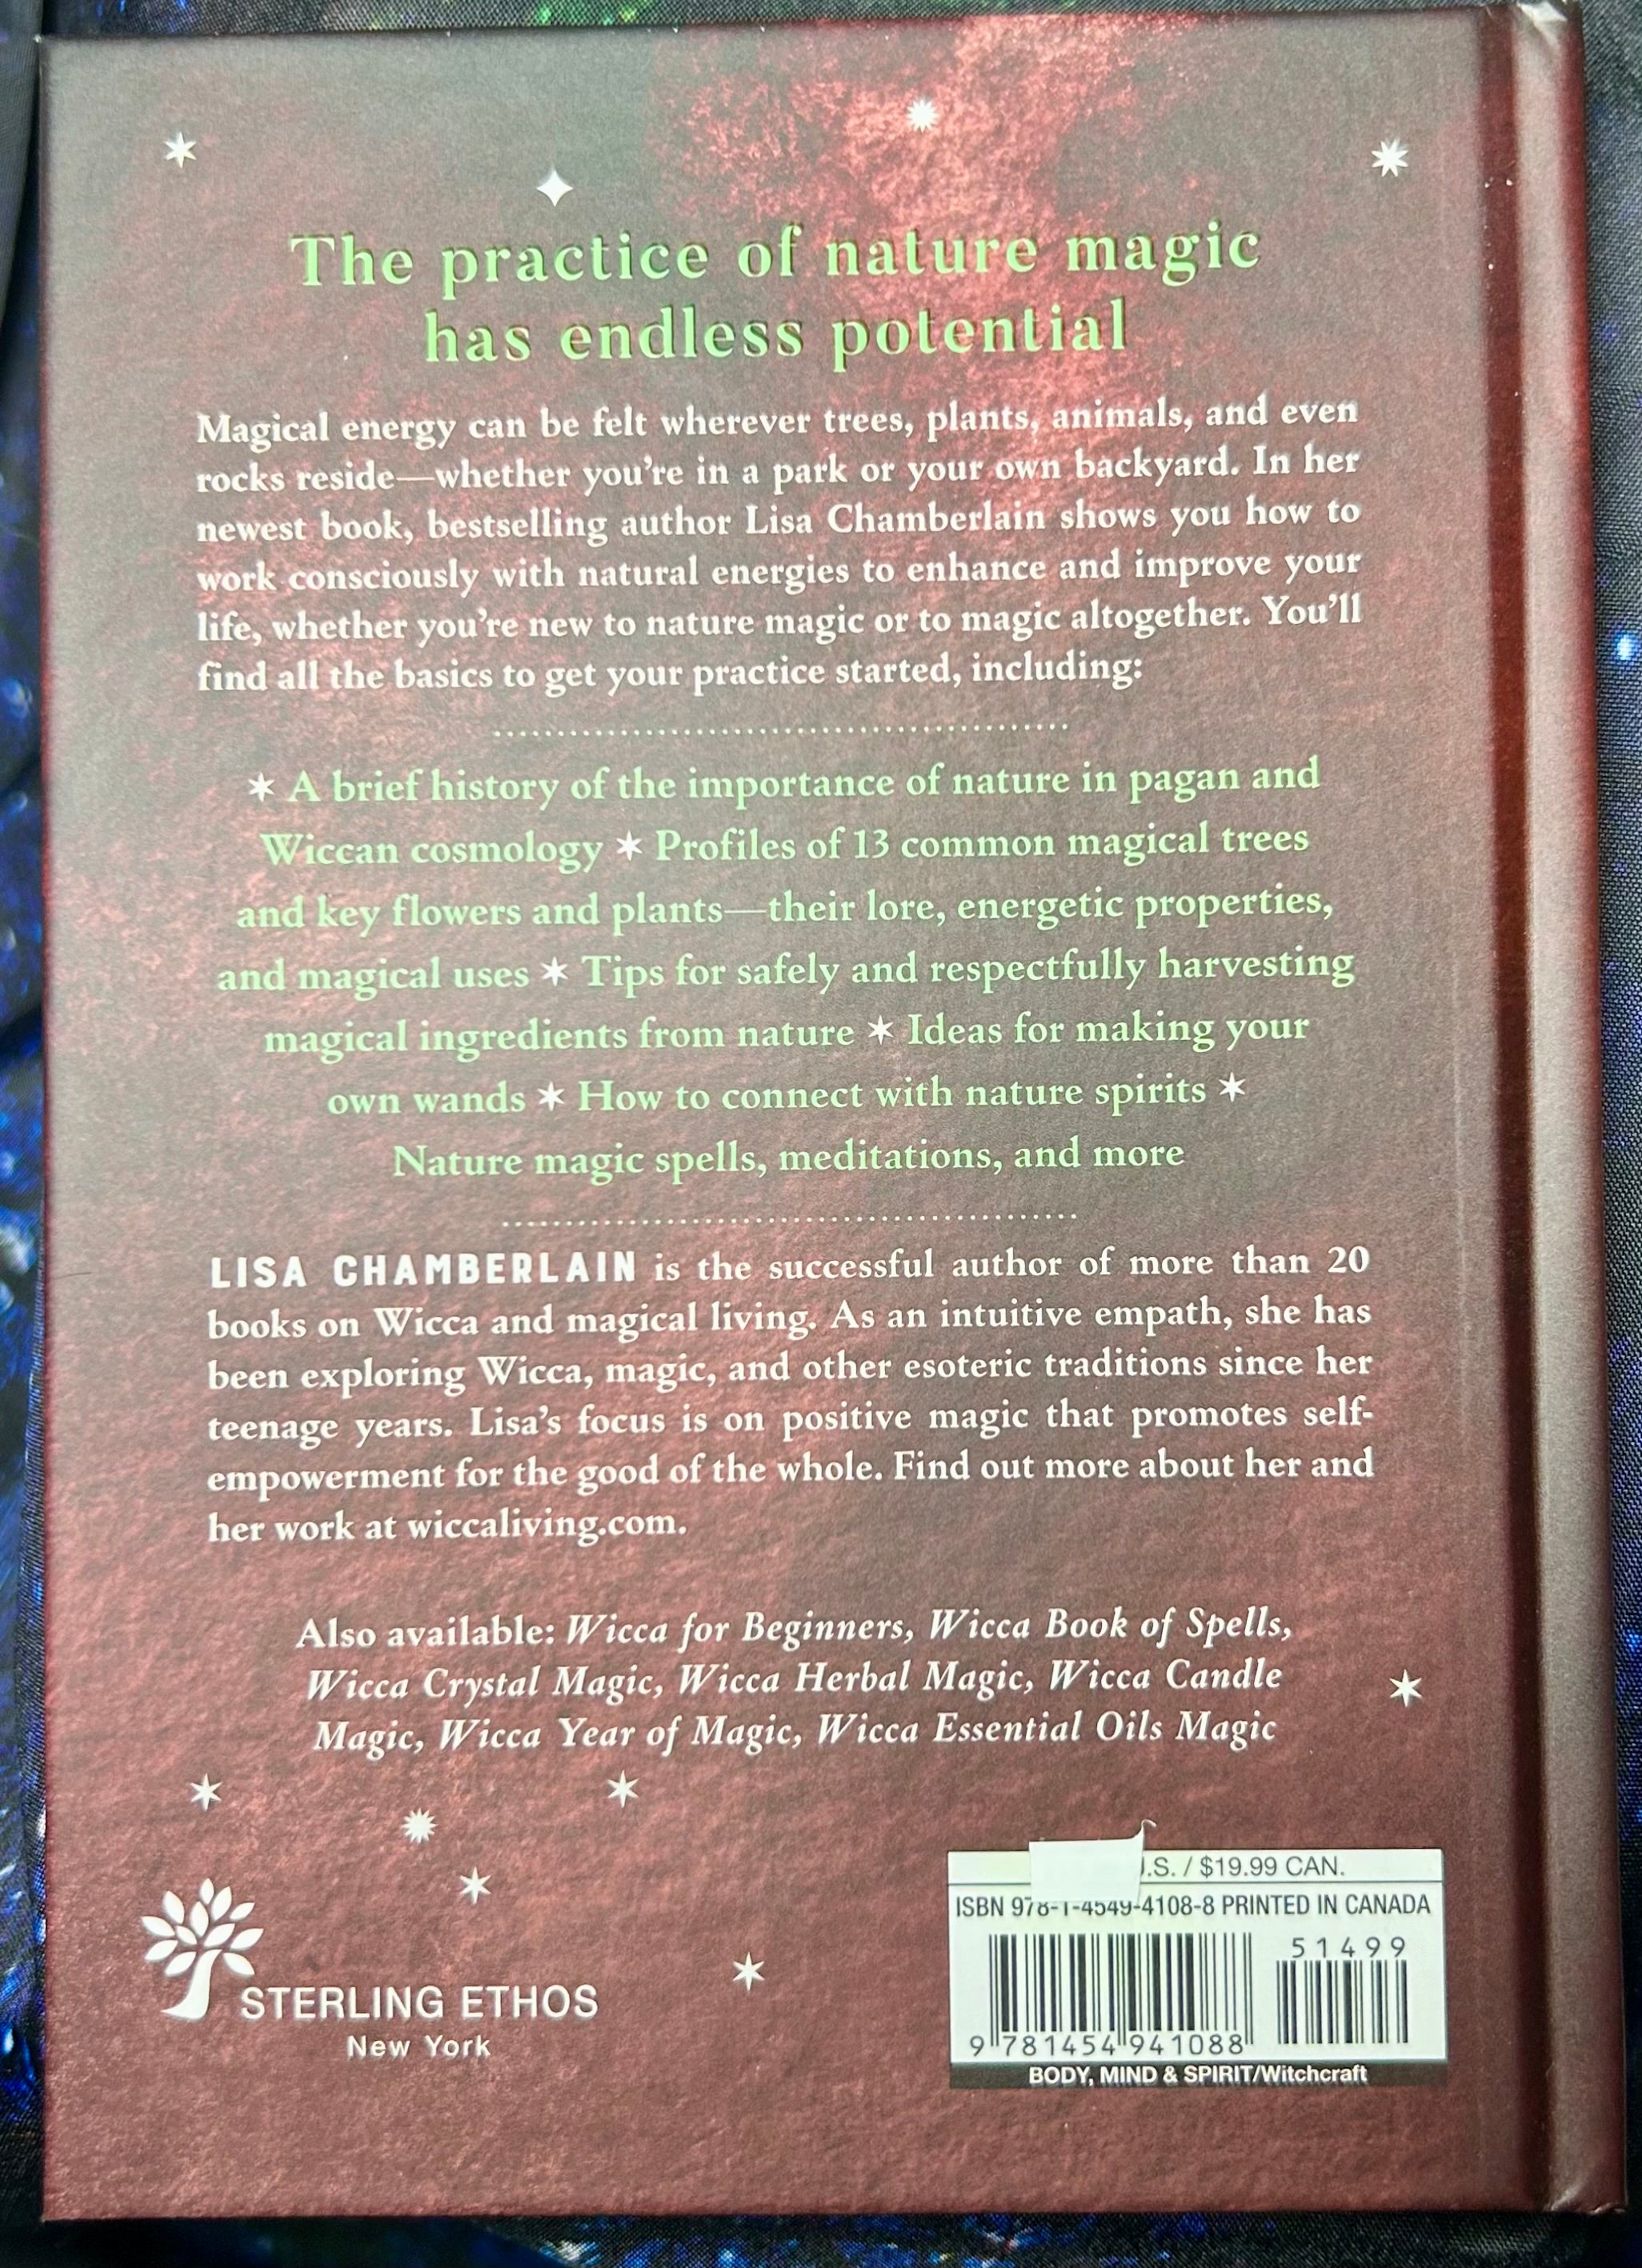 The practice of nature magic
has endless potential
Magical energy can be felt wherever trees, plants, animals, and even
rocks reside—whether you're in a park or your own backyard. In her
newest book, bestselling author Lisa Chamberlain shows you how to
work consciously with natural energies to enhance and improve your
life, whether you're new to nature magic or to magic altogether. You'll
find all the basics to get your practice started, including:
✶ A brief history of the importance of nature in pagan and
Wiccan cosmology ✶ Profiles of 13 common magical trees
and key flowers and plants—their lore, energetic properties,
and magical uses ✶ Tips for safely and respectfully harvesting
magical ingredients from nature ✶ Ideas for making your
own wands ✶ How to connect with nature spirits ✶
Nature magic spells, meditations, and more
LISA CHAMBERLAIN is the successful author of more than 20
books on Wicca and magical living. As an intuitive empath, she has
been exploring Wicca, magic, and other esoteric traditions since her
teenage years. Lisa's focus is on positive magic that promotes self-
empowerment for the good of the whole. Find out more about her and
her work at wiccaliving.com.
Also available: Wicca for Beginners, Wicca Book of Spells,
Wicca Crystal Magic, Wicca Herbal Magic, Wicca Candle
Magic, Wicca Year of Magic, Wicca Essential Oils Magic
STERLING ETHOS
New York
.S. / $19.99 CAN.
ISBN 978-1-4549-4108-8 PRINTED IN CANADA
51499
9 781454 941088
BODY, MIND & SPIRIT/Witchcraft